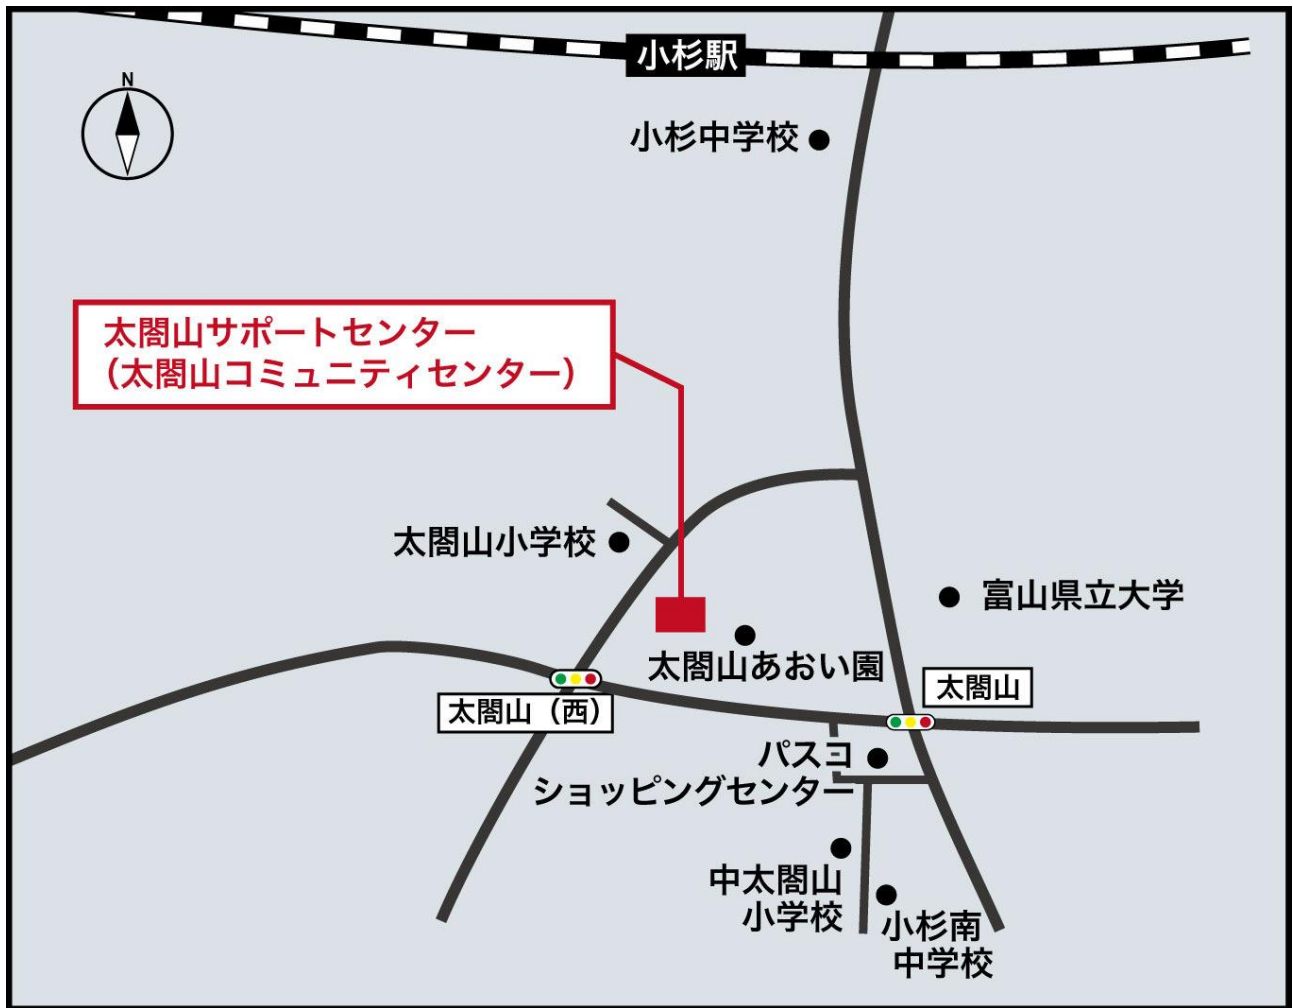 小杉駅
N
小杉中学校
太閤山サポートセンター
（太閤山コミュニティセンター）
太閤山小学校
富山県立大学
太閤山あおい園
太閤山
太閤山（西）
パスコ
ショッピングセンター
中太閤山
小学校
小杉南
中学校